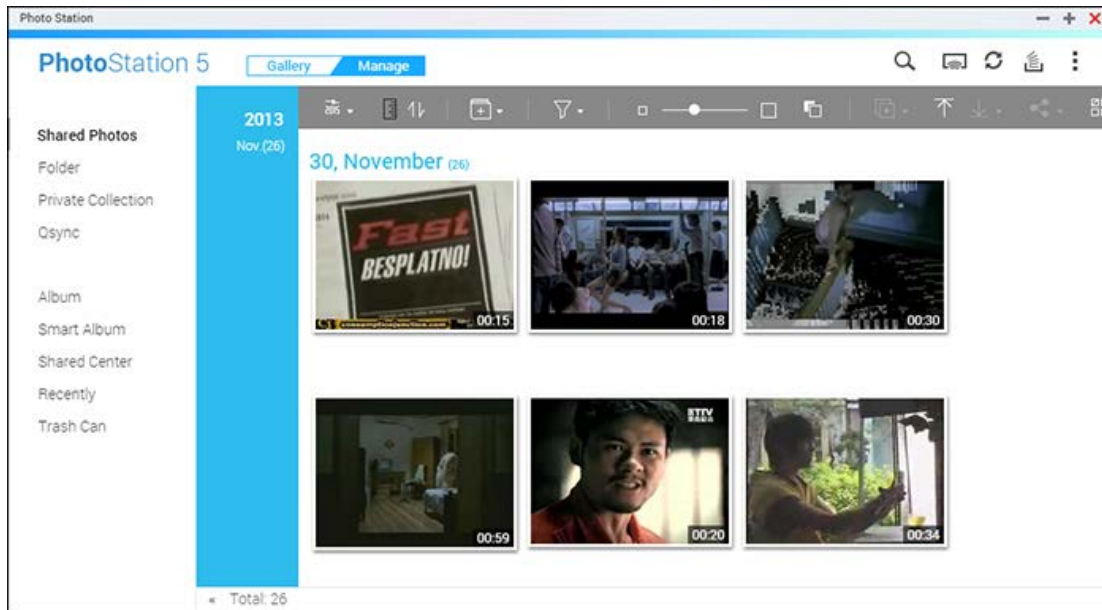 Photo Station
PhotoStation 5
Gallery
Manage
2013
Nov.(26)
Shared Photos
Folder
Private Collection
Qsync
Album
Smart Album
Shared Center
Recently
Trash Can
30, November (26)
Fast
BESPLATNO!
00:15
00:18
00:30
00:59
00:20
00:34
« Total: 26